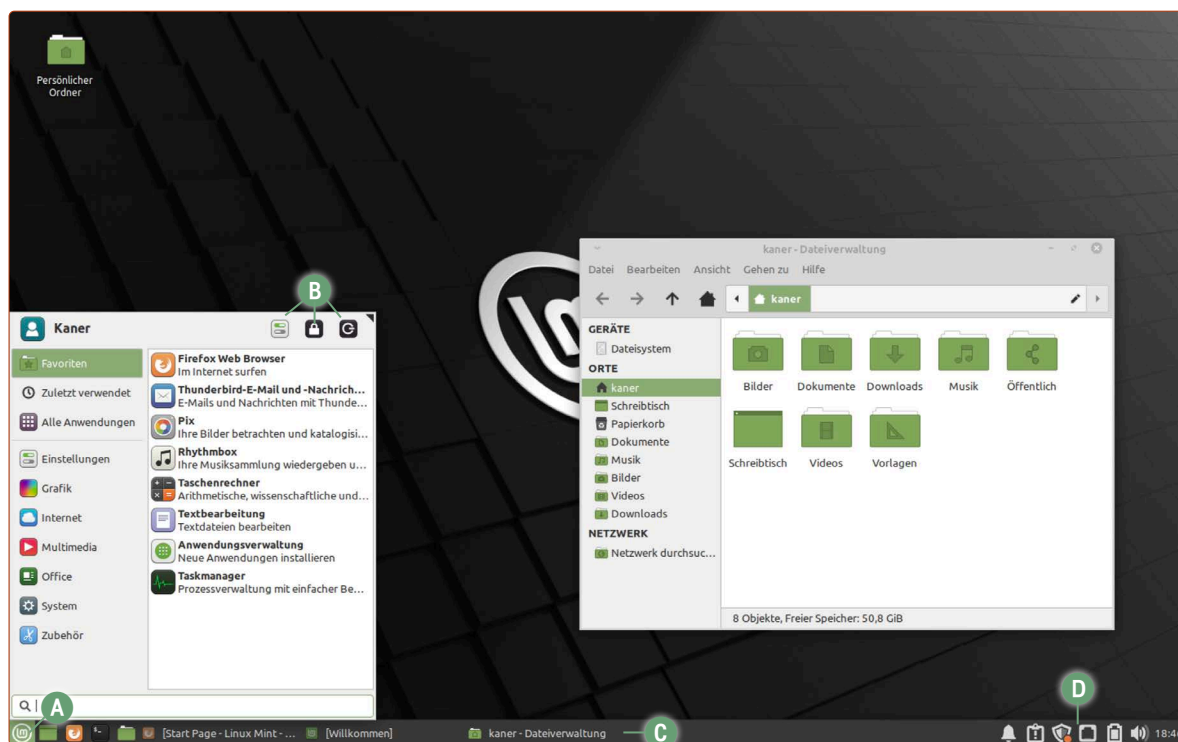 Persönlicher
Ordner
B
Kaner
Favoriten
Zuletzt verwendet
Alle Anwendungen
Einstellungen
Grafik
Internet
Multimedia
Office
System
Zubehör
Firefox Web Browser
Im Internet surfen
Thunderbird-E-Mail und -Nachrich...
E-Mails und Nachrichten mit Thunde...
Pix
Ihre Bilder betrachten und katalogisi...
Rhythmbox
Ihre Musiksammlung wiedergeben u...
Taschenrechner
Arithmetische, wissenschaftliche und...
Textbearbeitung
Textdateien bearbeiten
Anwendungsverwaltung
Neue Anwendungen installieren
Taskmanager
Prozessverwaltung mit einfacher Be...
A
kaner - Dateiverwaltung
Datei Bearbeiten Ansicht Gehen zu Hilfe
kaner
GERÄTE
Dateisystem
ORTE
kaner
Schreibtisch
Papierkorb
Dokumente
Musik
Bilder
Videos
Downloads
NETZWERK
Netzwerk durchsuc...
Bilder Dokumente Downloads Musik Öffentlich
Schreibtisch Videos Vorlagen
8 Objekte, Freier Speicher: 50,8 GiB
D
[Start Page - Linux Mint - ... [Willkommen] kaner - Dateiverwaltung C